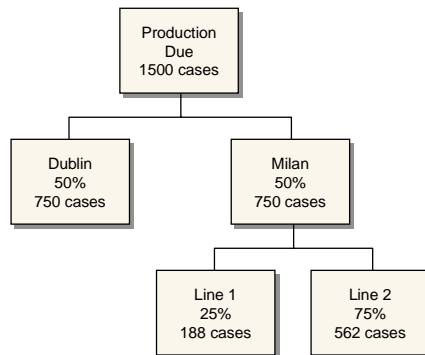 Production
Due
1500 cases
Dublin
50%
750 cases
Milan
50%
750 cases
Line 1
25%
188 cases
Line 2
75%
562 cases